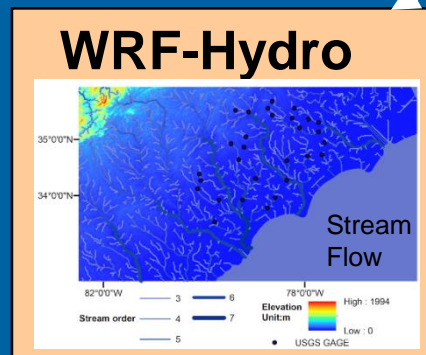 WRF-Hydro
35°0'0"N
34°0'0"N
Stream
Flow
82°0'0"W
78°0'0"W
Stream order
3
4
5
6
7
Elevation
Unit:m
High : 1994
Low : 0
USGS GAGE